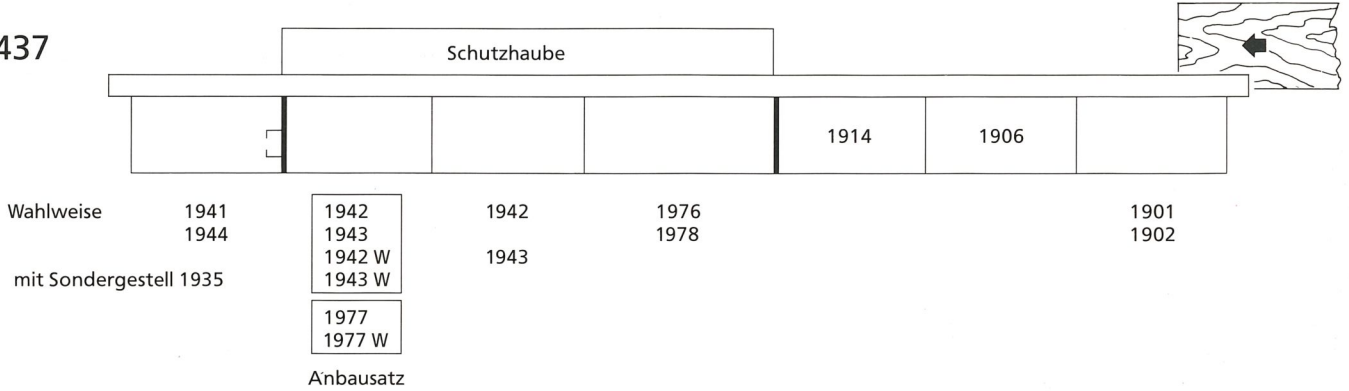 437
Schutzhaube
1914 1906
Wahlweise 1941 1942 1942 1976 1901
1944 1943 1978 1902
1942 W 1943
mit Sondergestell 1935 1943 W
1977
1977 W
Anbausatz